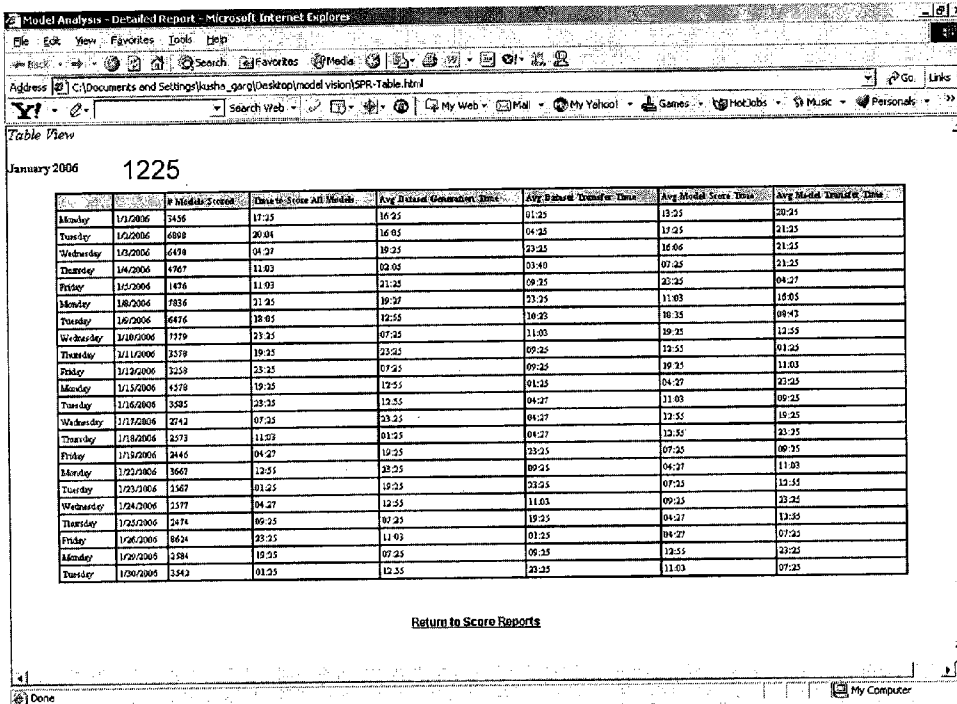 Model Analysis - Detailed Report - Microsoft Internet Explorer
File Edit View Favorites Tools Help
Back Search Favorites Media
Address C:\Documents and Settings\kusha_garg\Desktop\model vision\SPR-Table.html Go Links
Y! Search Web My Web Mail My Yahoo! Games HotJobs Music Personals »
Table View
January 2006 1225
# Models Scored Time to Score All Models Avg Dataset Generation Time Avg Dataset Transfer Time Avg Model Score Time Avg Model Transfer Time
Monday 1/1/2006 3456 17:25 16:25 01:25 13:25 20:25
Tuesday 1/2/2006 6898 20:04 16:05 04:25 21:25
Wednesday 1/3/2006 04:27 19:25 23:25 16:06 21:25
Thursday 1/4/2006 4767 11:03 02:05 03:40 07:25 21:25
Friday 1/5/2006 1476 11:03 21:25 09:25 23:25 04:27
Monday 1/8/2006 7836 21:25 19:27 23:25 11:03 16:05
Tuesday 1/9/2006 6476 18:05 12:55 10:23 18:35 08:43
Wednesday 1/10/2006 7779 23:25 07:25 11:03 19:25 12:55
Thursday 1/11/2006 3578 19:25 23:25 09:25 12:55 01:25
Friday 1/12/2006 3258 23:25 07:25 09:25 19:25 11:03
Monday 1/15/2006 4578 19:25 12:55 01:25 04:27 23:25
Tuesday 1/16/2006 3585 23:25 12:55 04:27 11:03 09:25
Wednesday 1/17/2006 2742 07:25 23:25 04:27 12:55 19:25
Thursday 1/18/2006 2573 11:03 01:25 04:27 12:55 23:25
Friday 1/19/2006 2446 04:27 19:25 23:25 07:25 09:25
Monday 1/22/2006 3667 12:55 23:25 09:25 04:27 11:03
Tuesday 1/23/2006 2567 01:25 19:25 23:25 07:25 12:55
Wednesday 1/24/2006 2577 04:27 12:55 11:03 09:25 23:25
Thursday 1/25/2006 2474 09:25 07:25 19:25 04:27 12:55
Friday 1/26/2006 8624 23:25 11:03 01:25 04:27 07:25
Monday 1/29/2006 2584 19:25 07:25 09:25 12:55 23:25
Tuesday 1/30/2006 3542 01:25 12:55 23:25 11:03 07:25
Return to Score Reports
Done My Computer